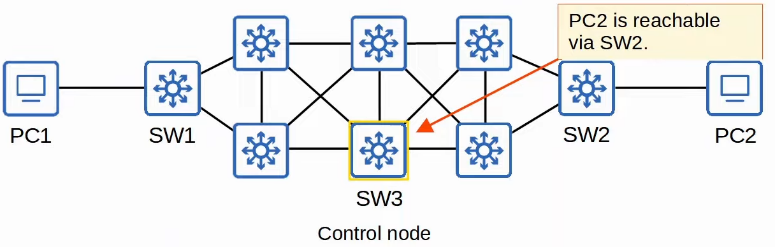 PC2 is reachable
via SW2.
PC1
SW1
SW2
PC2
SW3
Control node